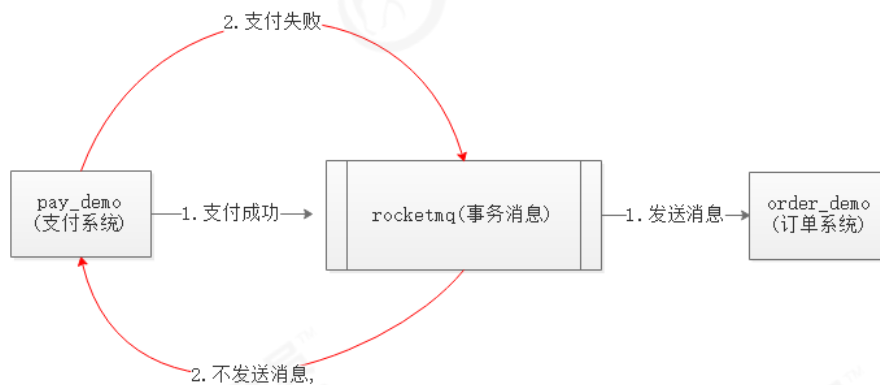 2.支付失败
pay_demo
(支付系统)
1.支付成功
rocketmq(事务消息)
1.发送消息
order_demo
(订单系统)
2.不发送消息,